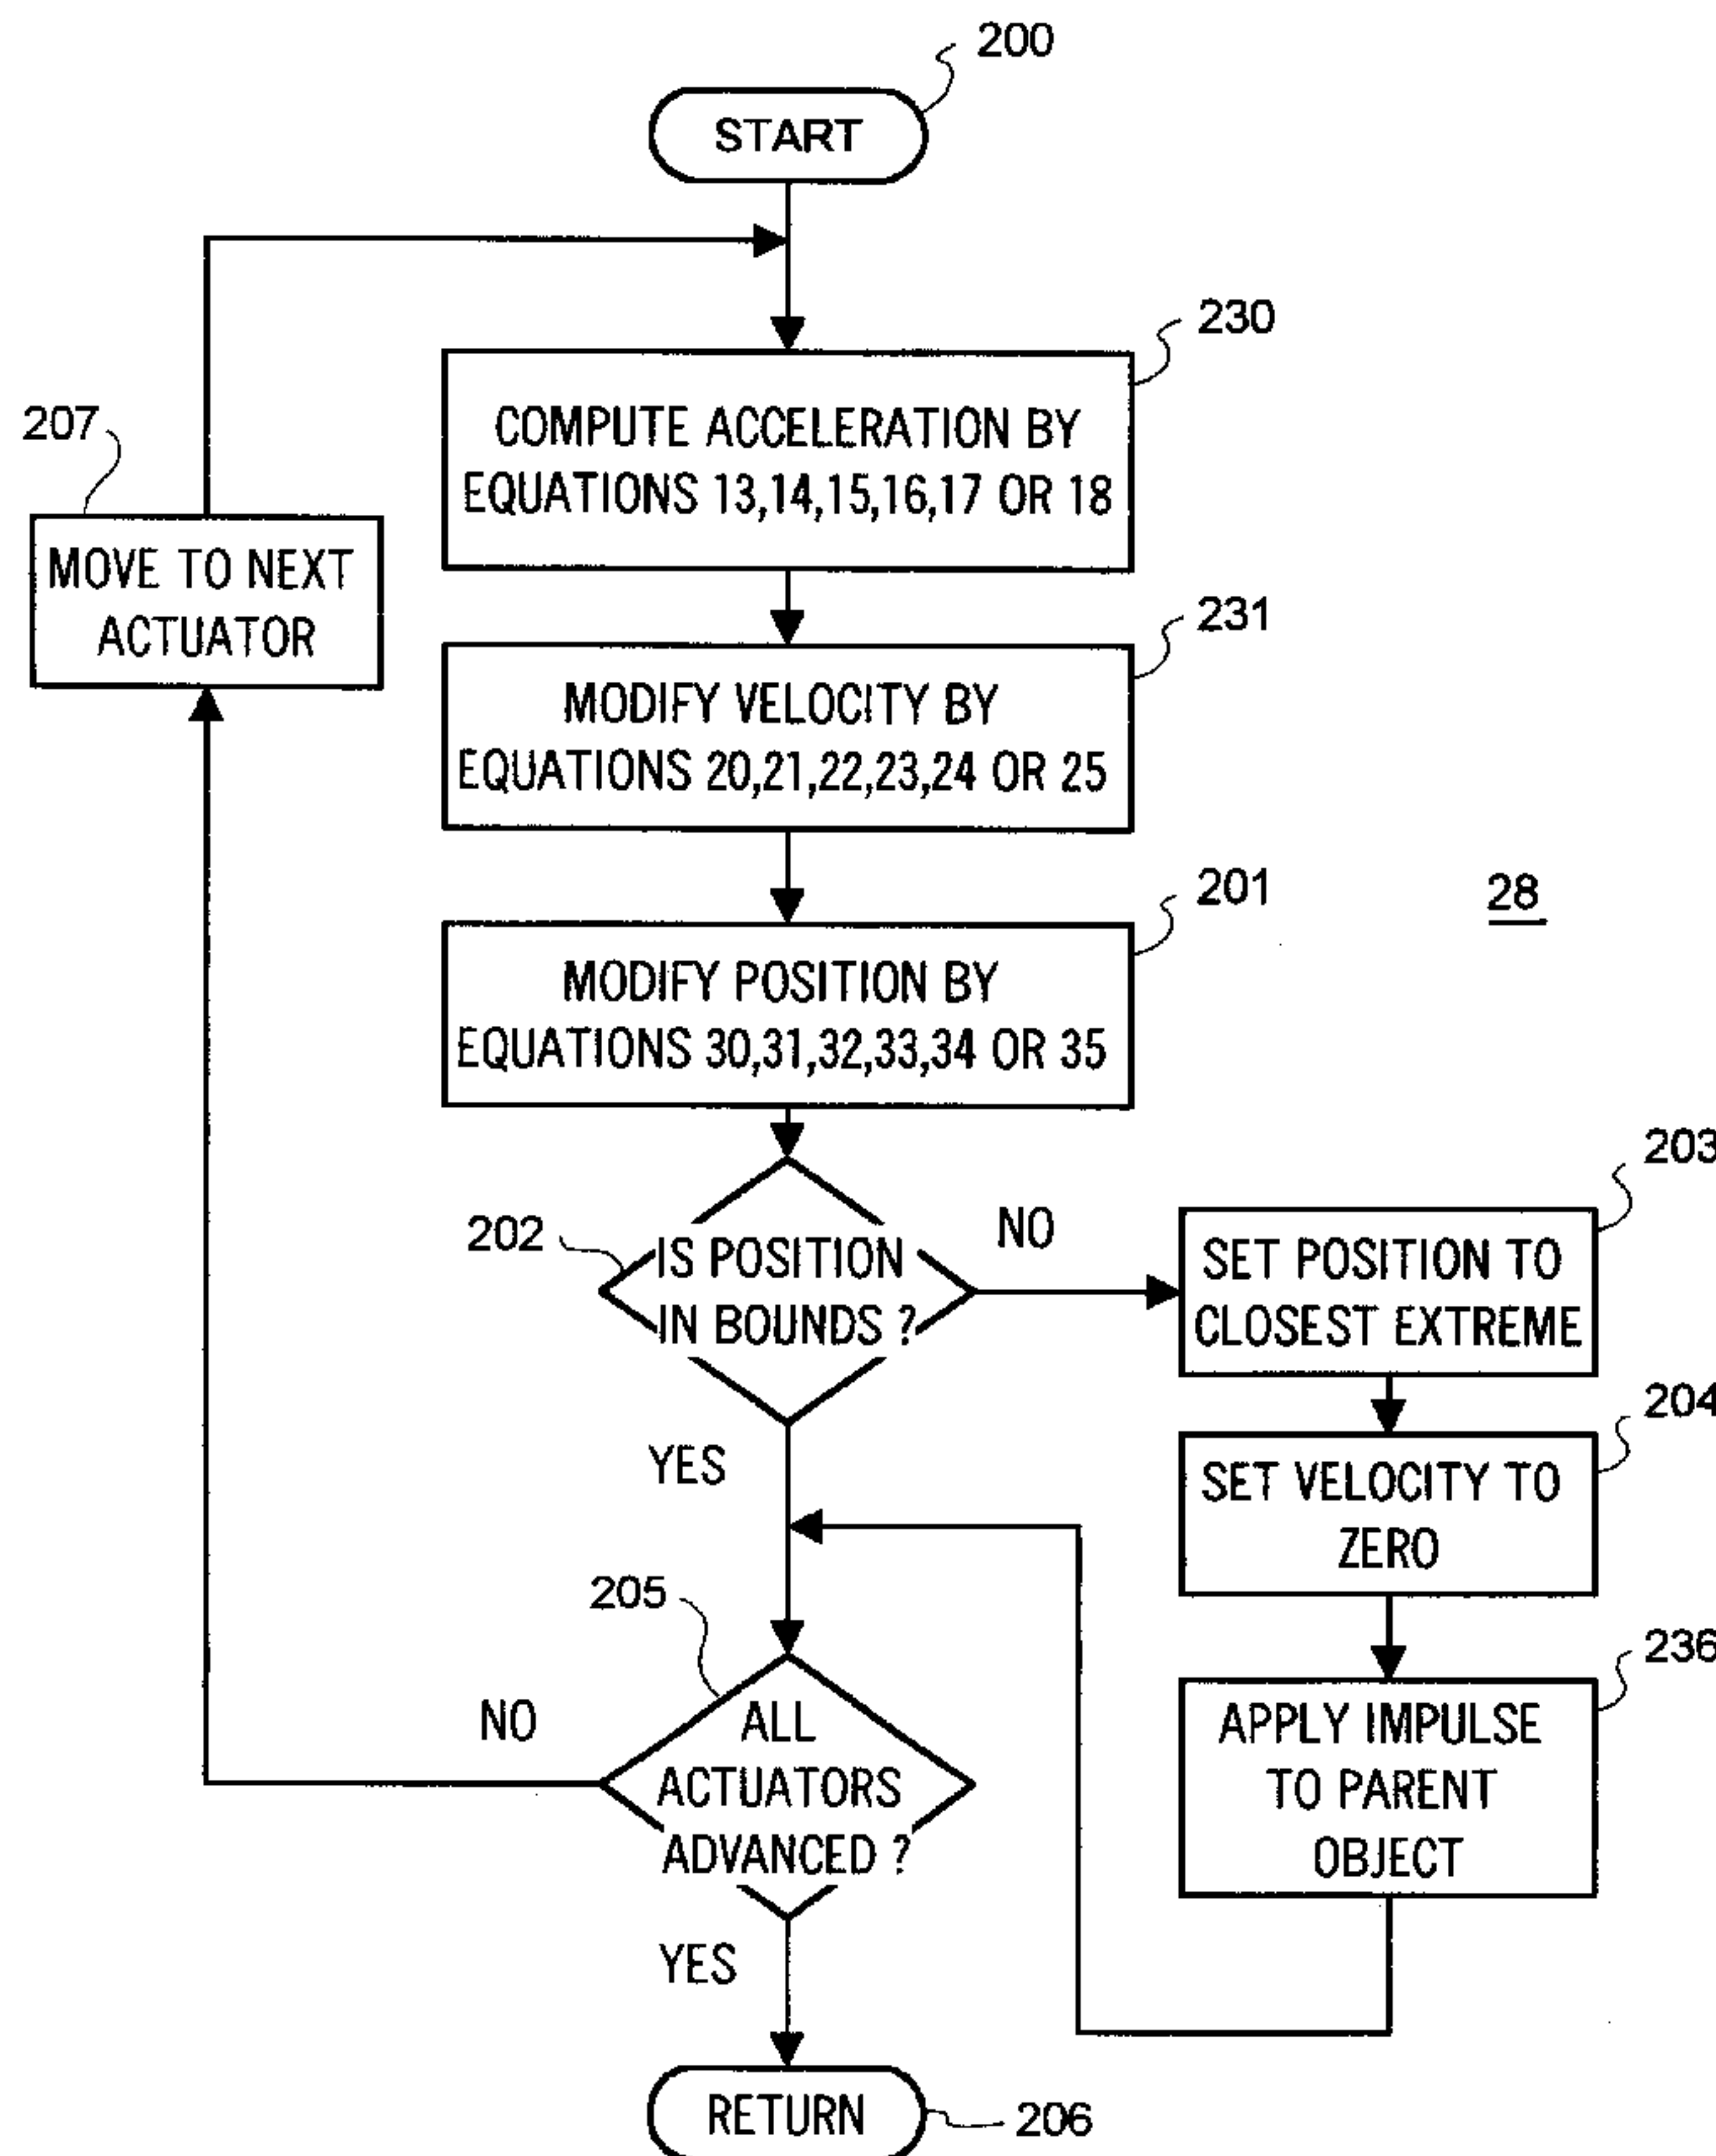 200
START
230
COMPUTE ACCELERATION BY
EQUATIONS 13,14,15,16,17 OR 18
207
MOVE TO NEXT
ACTUATOR
231
MODIFY VELOCITY BY
EQUATIONS 20,21,22,23,24 OR 25
201
28
MODIFY POSITION BY
EQUATIONS 30,31,32,33,34 OR 35
202
IS POSITION
IN BOUNDS ?
NO
203
SET POSITION TO
CLOSEST EXTREME
YES
204
SET VELOCITY TO
ZERO
205
236
NO
ALL
ACTUATORS
ADVANCED ?
APPLY IMPULSE
TO PARENT
OBJECT
YES
RETURN
206